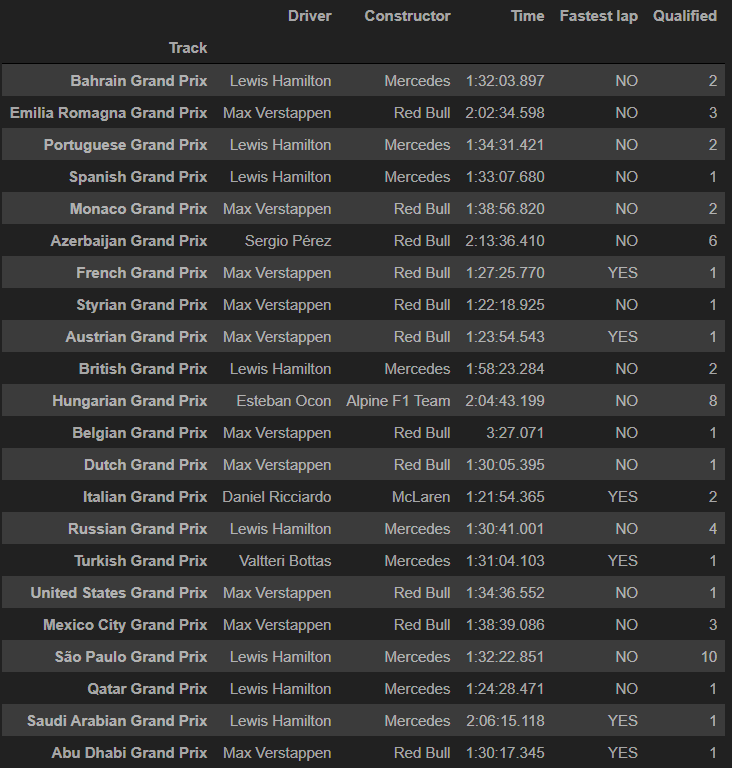 Driver Constructor Time Fastest lap Qualified
Track
Bahrain Grand Prix Lewis Hamilton Mercedes 1:32:03.897 NO 2
Emilia Romagna Grand Prix Max Verstappen Red Bull 2:02:34.598 NO 3
Portuguese Grand Prix Lewis Hamilton Mercedes 1:34:31.421 NO 2
Spanish Grand Prix Lewis Hamilton Mercedes 1:33:07.680 NO 1
Monaco Grand Prix Max Verstappen Red Bull 1:38:56.820 NO 2
Azerbaijan Grand Prix Sergio Pérez Red Bull 2:13:36.410 NO 6
French Grand Prix Max Verstappen Red Bull 1:27:25.770 YES 1
Styrian Grand Prix Max Verstappen Red Bull 1:22:18.925 NO 1
Austrian Grand Prix Max Verstappen Red Bull 1:23:54.543 YES 1
British Grand Prix Lewis Hamilton Mercedes 1:58:23.284 NO 2
Hungarian Grand Prix Esteban Ocon Alpine F1 Team 2:04:43.199 NO 8
Belgian Grand Prix Max Verstappen Red Bull 3:27.071 NO 1
Dutch Grand Prix Max Verstappen Red Bull 1:30:05.395 NO 1
Italian Grand Prix Daniel Ricciardo McLaren 1:21:54.365 YES 2
Russian Grand Prix Lewis Hamilton Mercedes 1:30:41.001 NO 4
Turkish Grand Prix Valtteri Bottas Mercedes 1:31:04.103 YES 1
United States Grand Prix Max Verstappen Red Bull 1:34:36.552 NO 1
Mexico City Grand Prix Max Verstappen Red Bull 1:38:39.086 NO 3
São Paulo Grand Prix Lewis Hamilton Mercedes 1:32:22.851 NO 10
Qatar Grand Prix Lewis Hamilton Mercedes 1:24:28.471 NO 1
Saudi Arabian Grand Prix Lewis Hamilton Mercedes 2:06:15.118 YES 1
Abu Dhabi Grand Prix Max Verstappen Red Bull 1:30:17.345 YES 1